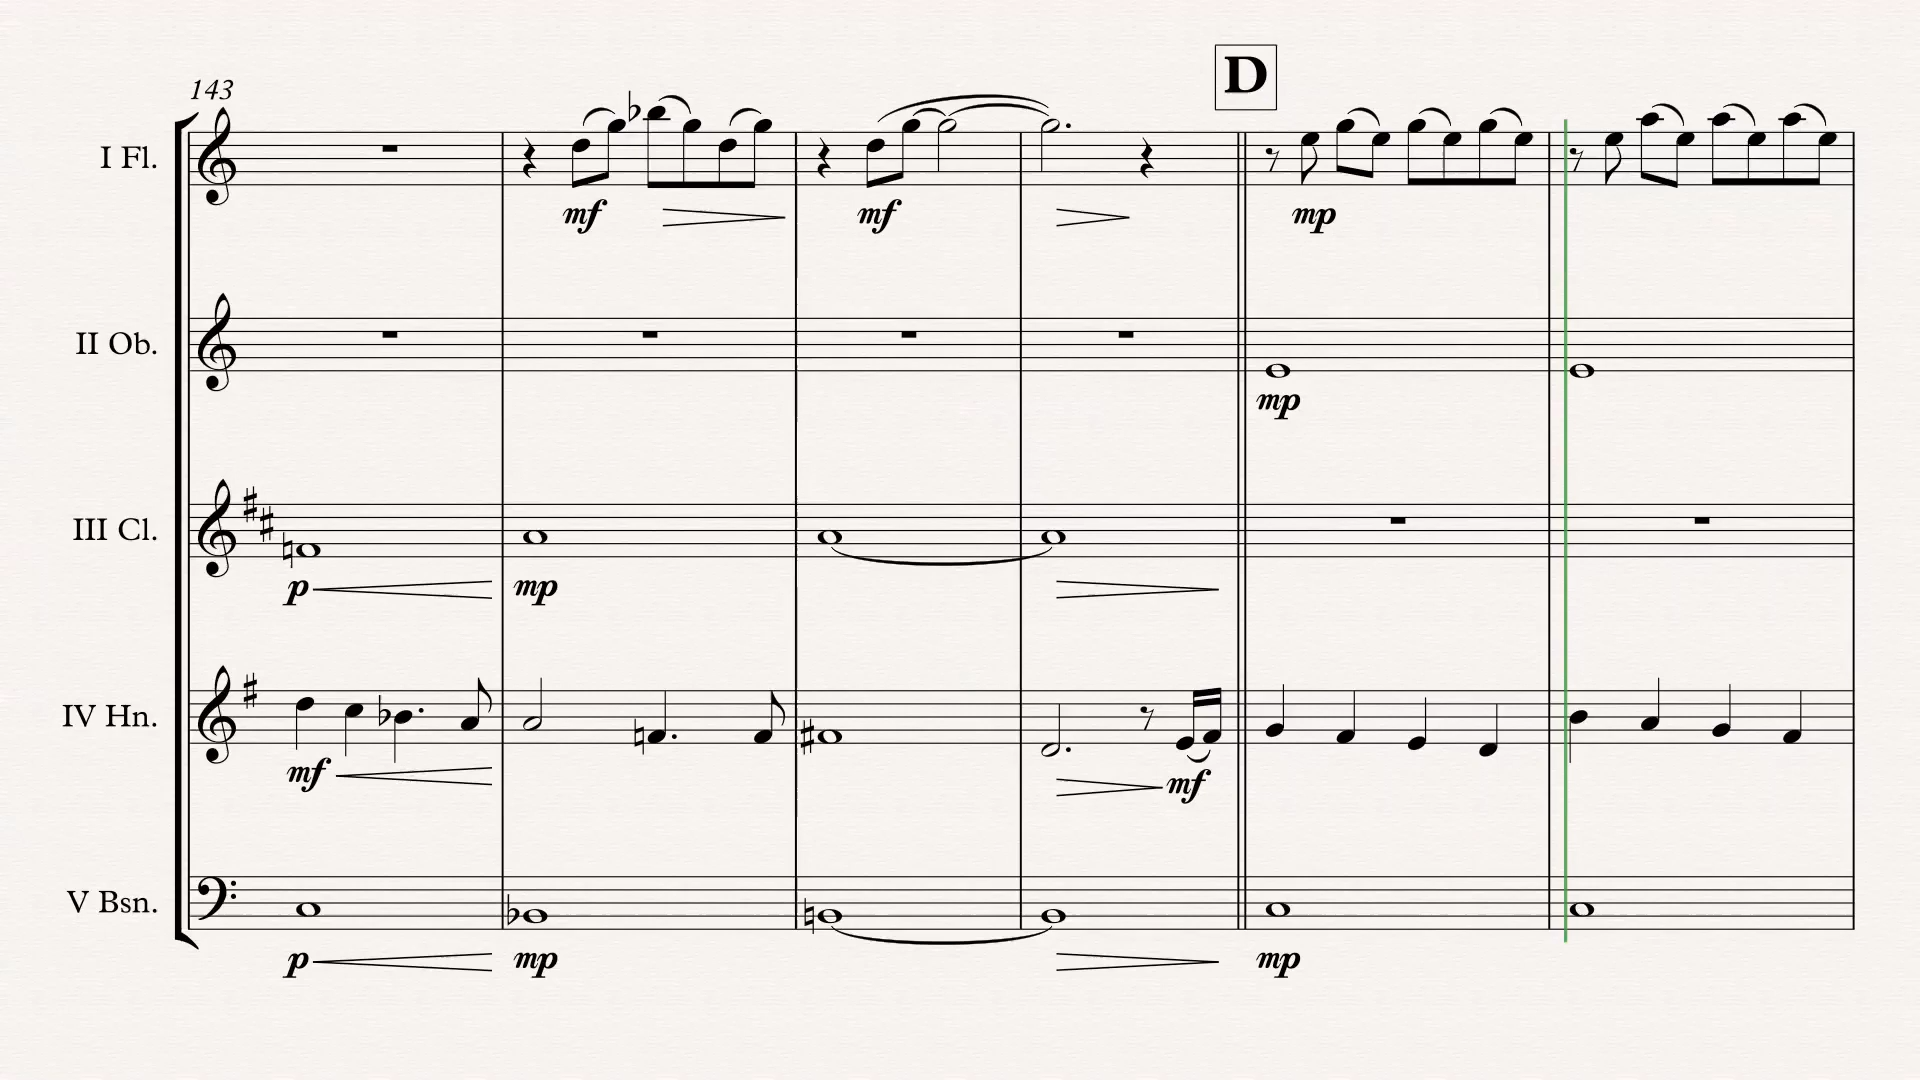 D
143
I Fl.
mf mf mp
II Ob.
mp
III Cl.
p mp
IV Hn.
mf mf
V Bsn.
p mp mp